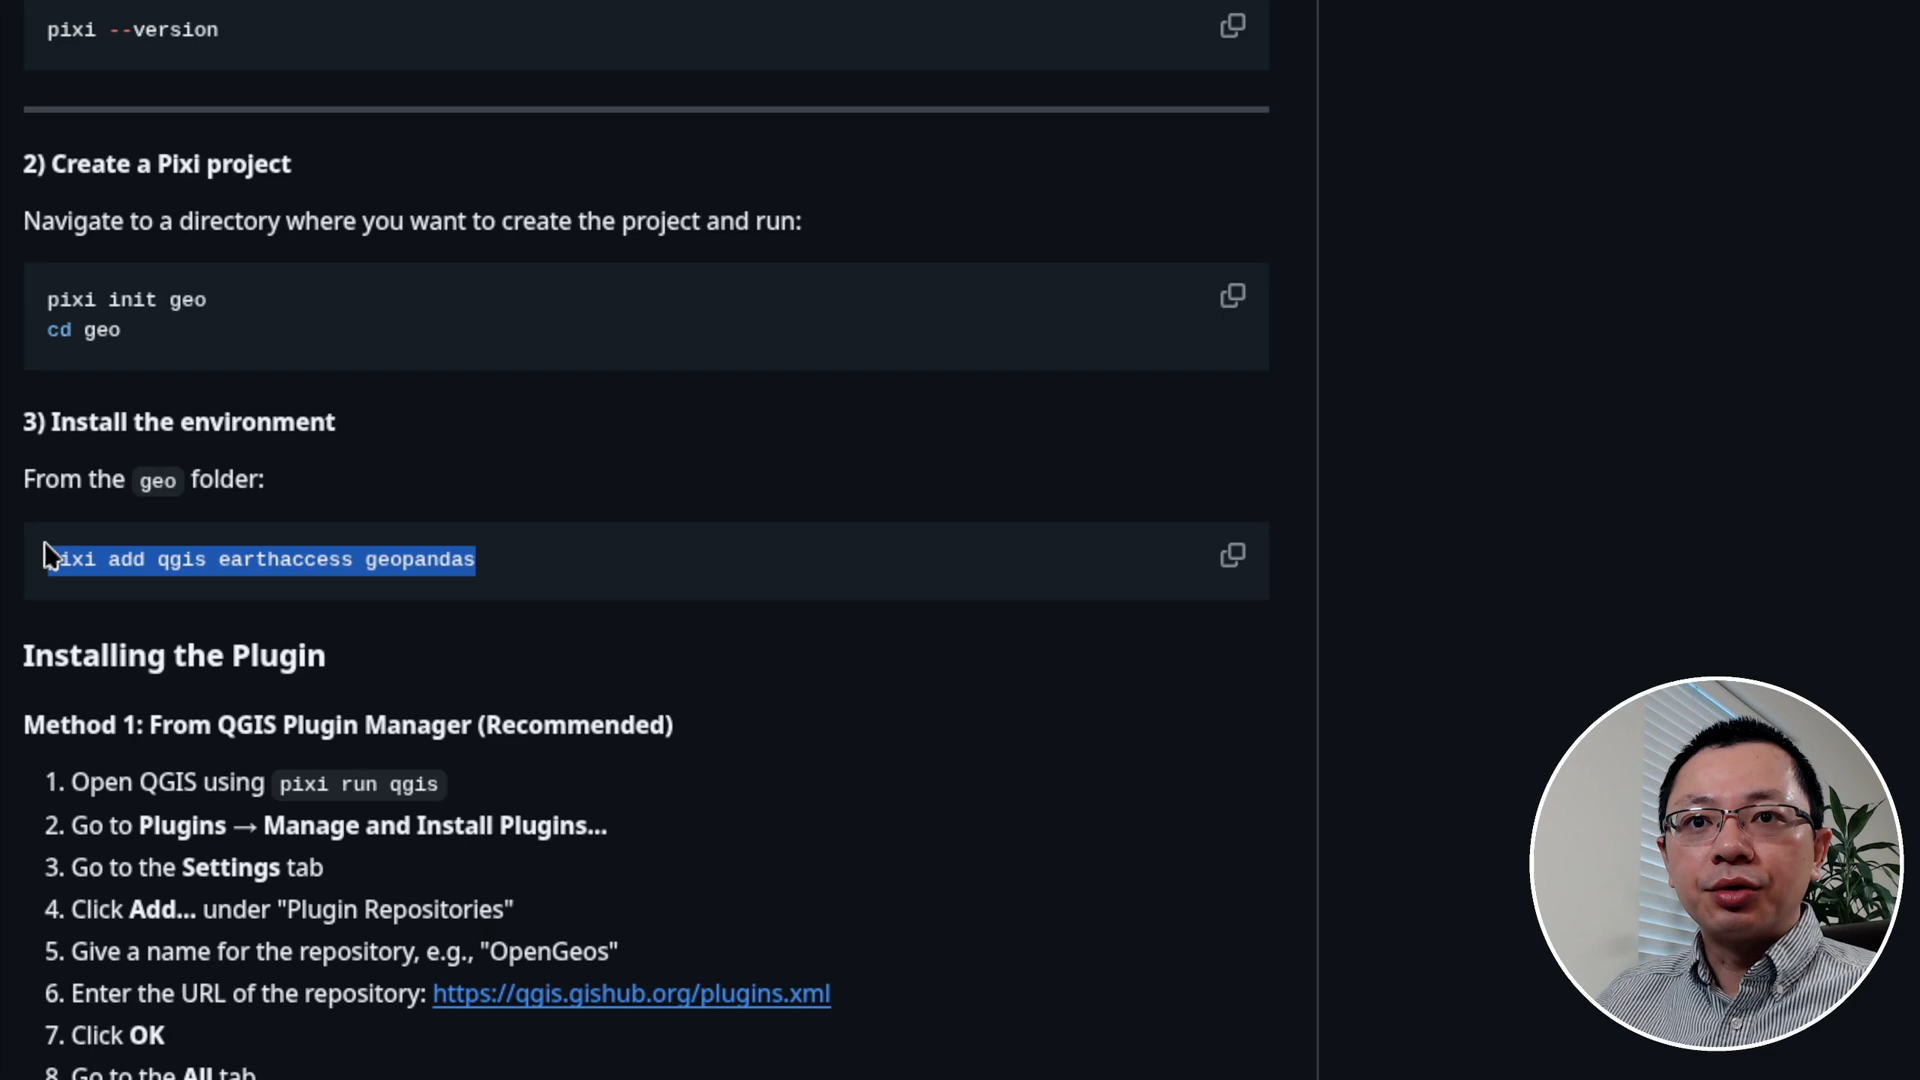 pixi --version
2) Create a Pixi project
Navigate to a directory where you want to create the project and run:
pixi init geo
cd geo
3) Install the environment
From the geo folder:
pixi add qgis earthaccess geopandas
Installing the Plugin
Method 1: From QGIS Plugin Manager (Recommended)
1. Open QGIS using pixi run qgis
2. Go to Plugins → Manage and Install Plugins...
3. Go to the Settings tab
4. Click Add... under "Plugin Repositories"
5. Give a name for the repository, e.g., "OpenGeos"
6. Enter the URL of the repository: https://qgis.gishub.org/plugins.xml
7. Click OK
8. Go to the All tab